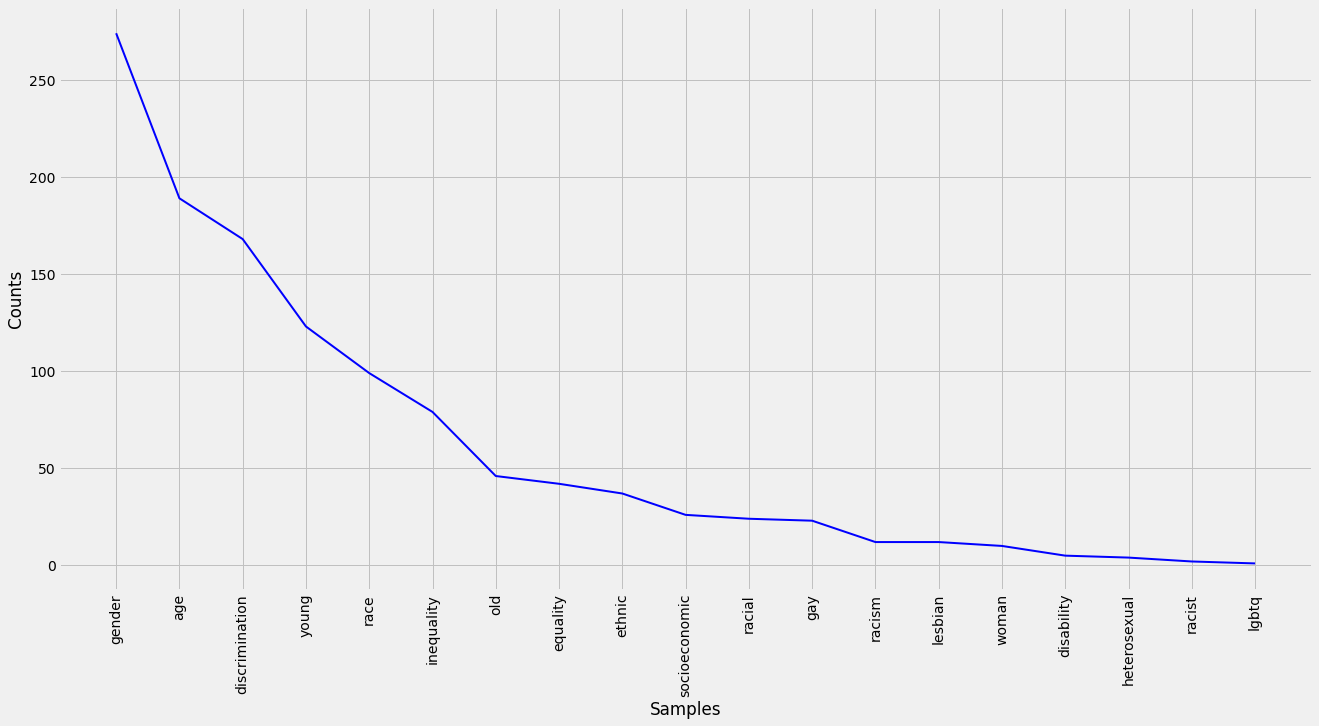 250
200
150
100
50
0
Counts
gender
age
discrimination
young
race
inequality
old
equality
ethnic
socioeconomic
racial
gay
racism
lesbian
woman
disability
heterosexual
racist
lgbtq
Samples